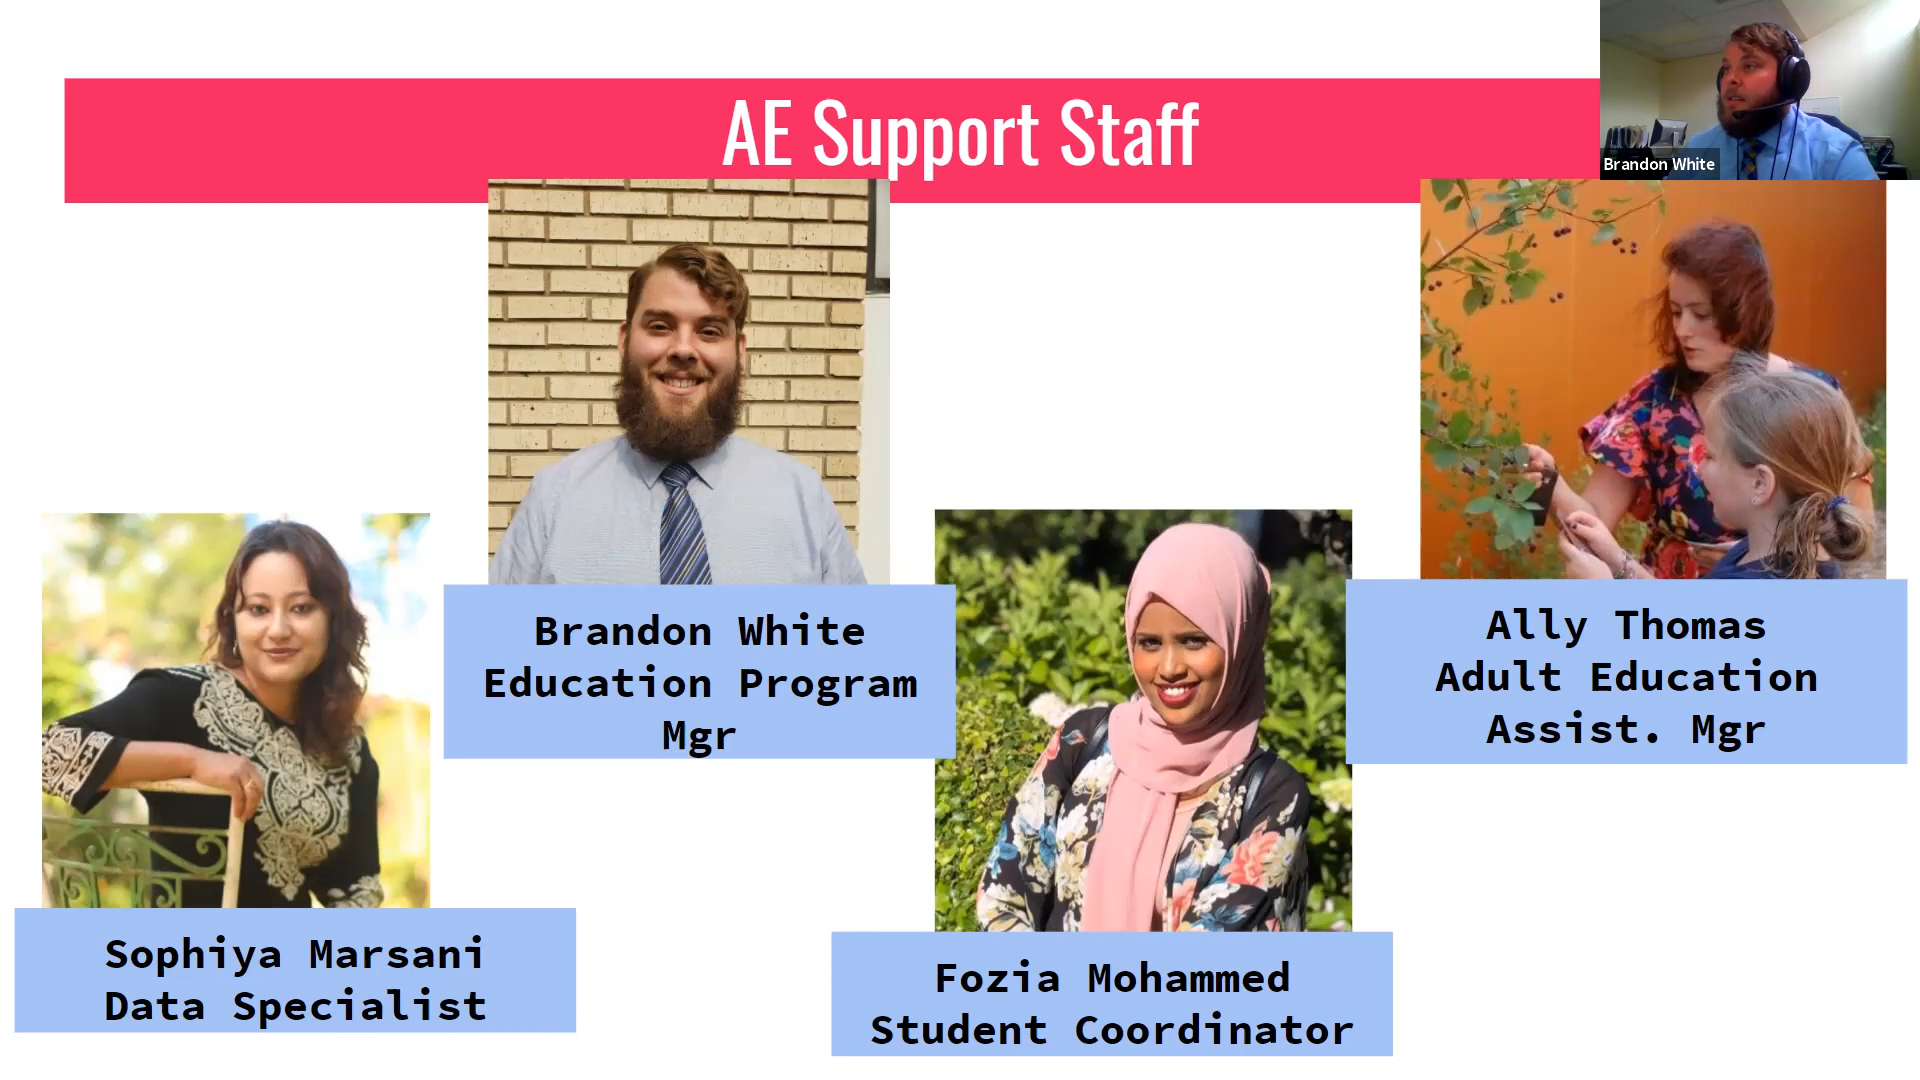 AE Support Staff
Brandon White
Brandon White
Education Program
Mgr
Ally Thomas
Adult Education
Assist. Mgr
Sophiya Marsani
Data Specialist
Fozia Mohammed
Student Coordinator